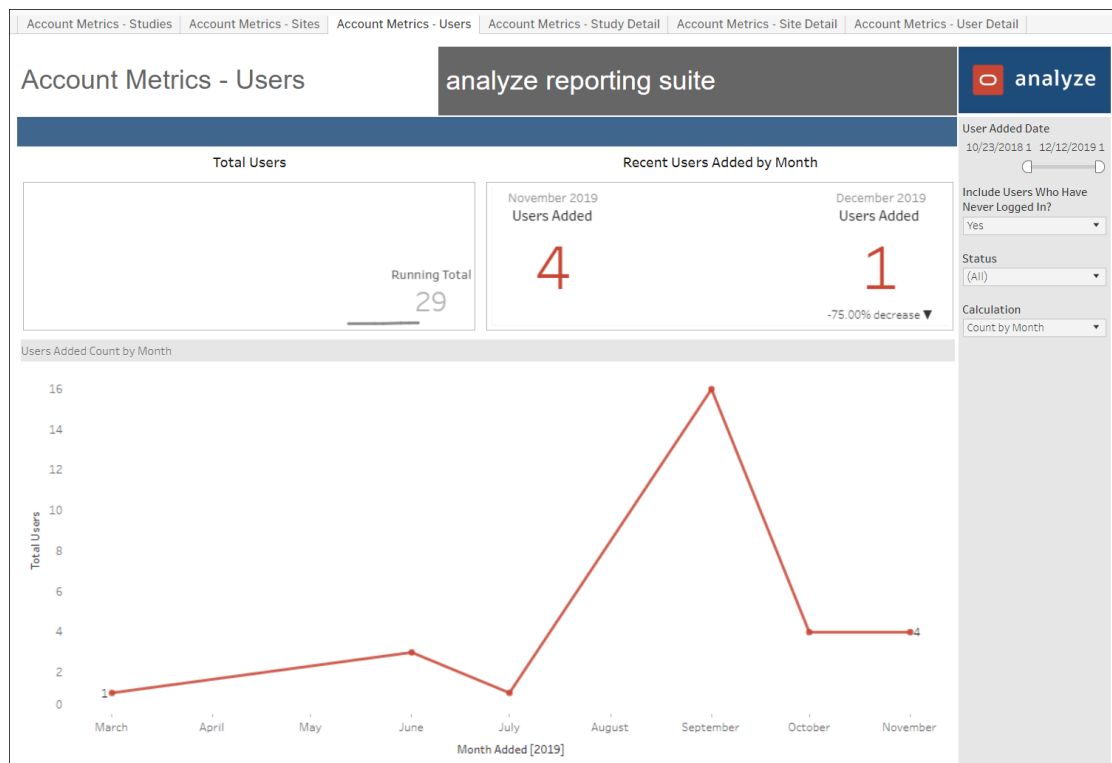 Account Metrics - Studies Account Metrics - Sites Account Metrics - Users Account Metrics - Study Detail Account Metrics - Site Detail Account Metrics - User Detail
Account Metrics - Users
analyze reporting suite
analyze
Total Users
Running Total
29
Recent Users Added by Month
November 2019
Users Added
4
December 2019
Users Added
1
-75.00% decrease ▼
User Added Date
10/23/2018 1 12/12/2019 1
Include Users Who Have
Never Logged In?
Yes
Status
(All)
Calculation
Count by Month
Users Added Count by Month
Total Users
16
14
12
10
8
6
4
2
0
1
4
March April May June July August September October November
Month Added [2019]